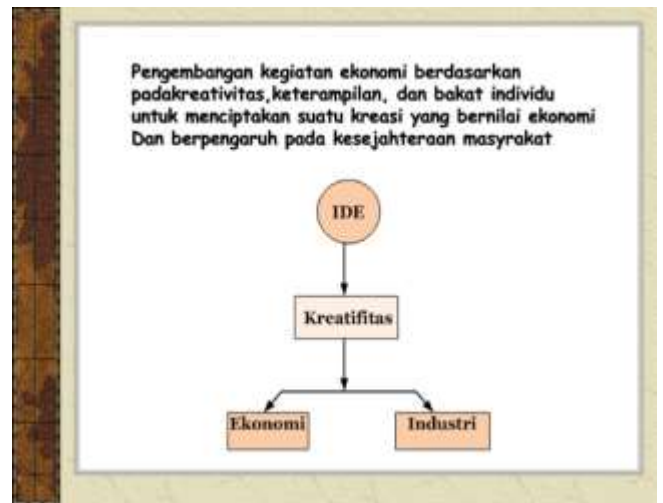 Pengembangan kegiatan ekonomi berdasarkan
padakreativitas,keterampilan, dan bakat individu
untuk menciptakan suatu kreasi yang bernilai ekonomi
Dan berpengaruh pada kesejahteraan masyrakat
IDE
Kreatifitas
Ekonomi
Industri